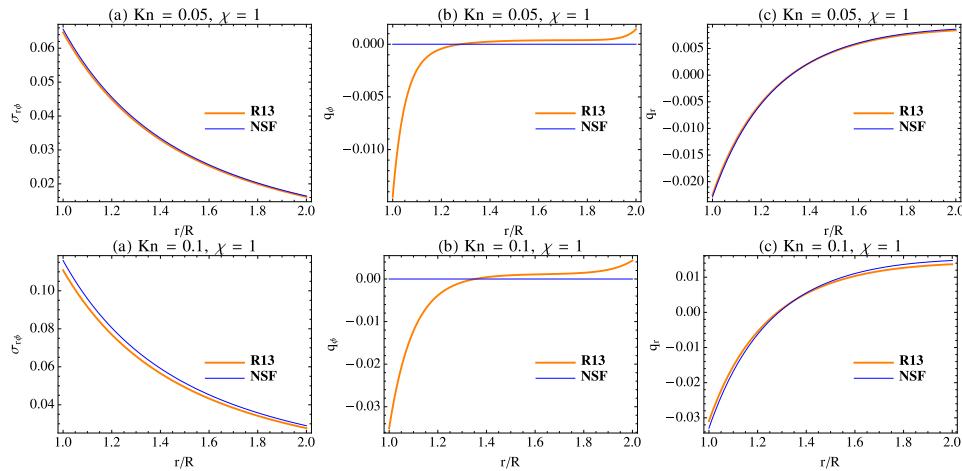 (a) Kn = 0.05, χ = 1
σrϕ
0.06
0.05
0.04
0.03
0.02
R13
NSF
1.0 1.2 1.4 1.6 1.8 2.0
r/R
(b) Kn = 0.05, χ = 1
qϕ
0.000
−0.005
−0.010
R13
NSF
1.0 1.2 1.4 1.6 1.8 2.0
r/R
(c) Kn = 0.05, χ = 1
qr
0.005
0.000
−0.005
−0.010
−0.015
−0.020
R13
NSF
1.0 1.2 1.4 1.6 1.8 2.0
r/R
(a) Kn = 0.1, χ = 1
σrϕ
0.10
0.08
0.06
0.04
R13
NSF
1.0 1.2 1.4 1.6 1.8 2.0
r/R
(b) Kn = 0.1, χ = 1
qϕ
0.00
−0.01
−0.02
−0.03
R13
NSF
1.0 1.2 1.4 1.6 1.8 2.0
r/R
(c) Kn = 0.1, χ = 1
qr
0.01
0.00
−0.01
−0.02
−0.03
R13
NSF
1.0 1.2 1.4 1.6 1.8 2.0
r/R